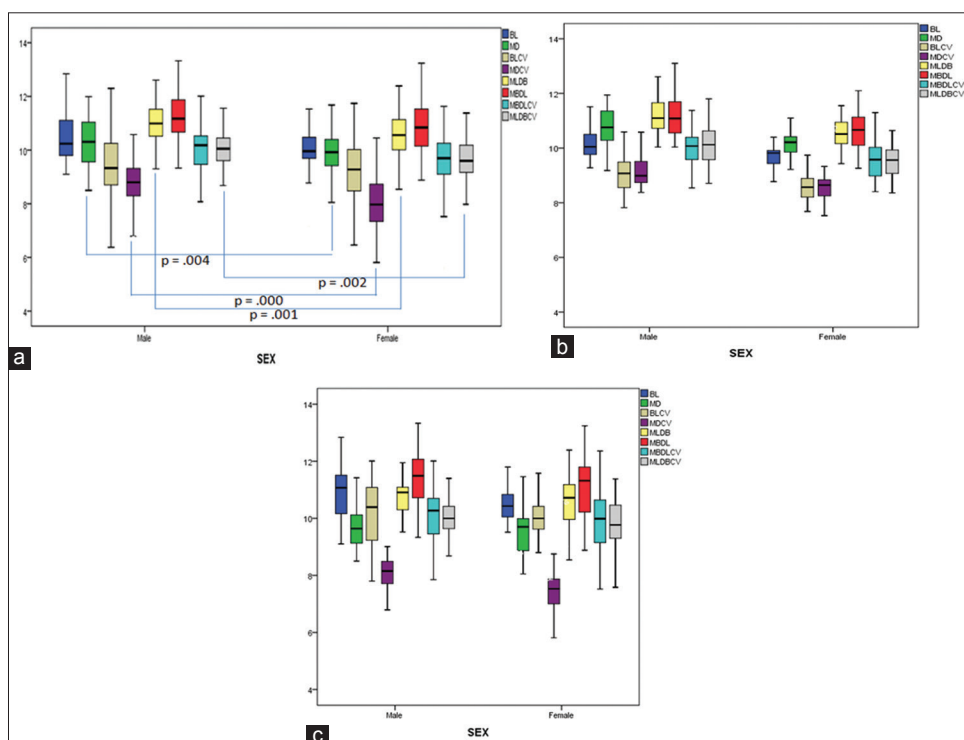 14
12
10
8
6
4
BL
MD
BLCV
MDCV
MLDB
MBDL
MBDLCV
MLDBCV
p = .004
p = .002
p = .000
p = .001
Male
Female
SEX
a
14
12
10
8
6
4
BL
MD
BLCV
MDCV
MLDB
MBDL
MBDLCV
MLDBCV
Male
Female
SEX
b
14
12
10
8
6
4
BL
MD
BLCV
MDCV
MLDB
MBDL
MBDLCV
MLDBCV
Male
Female
SEX
c